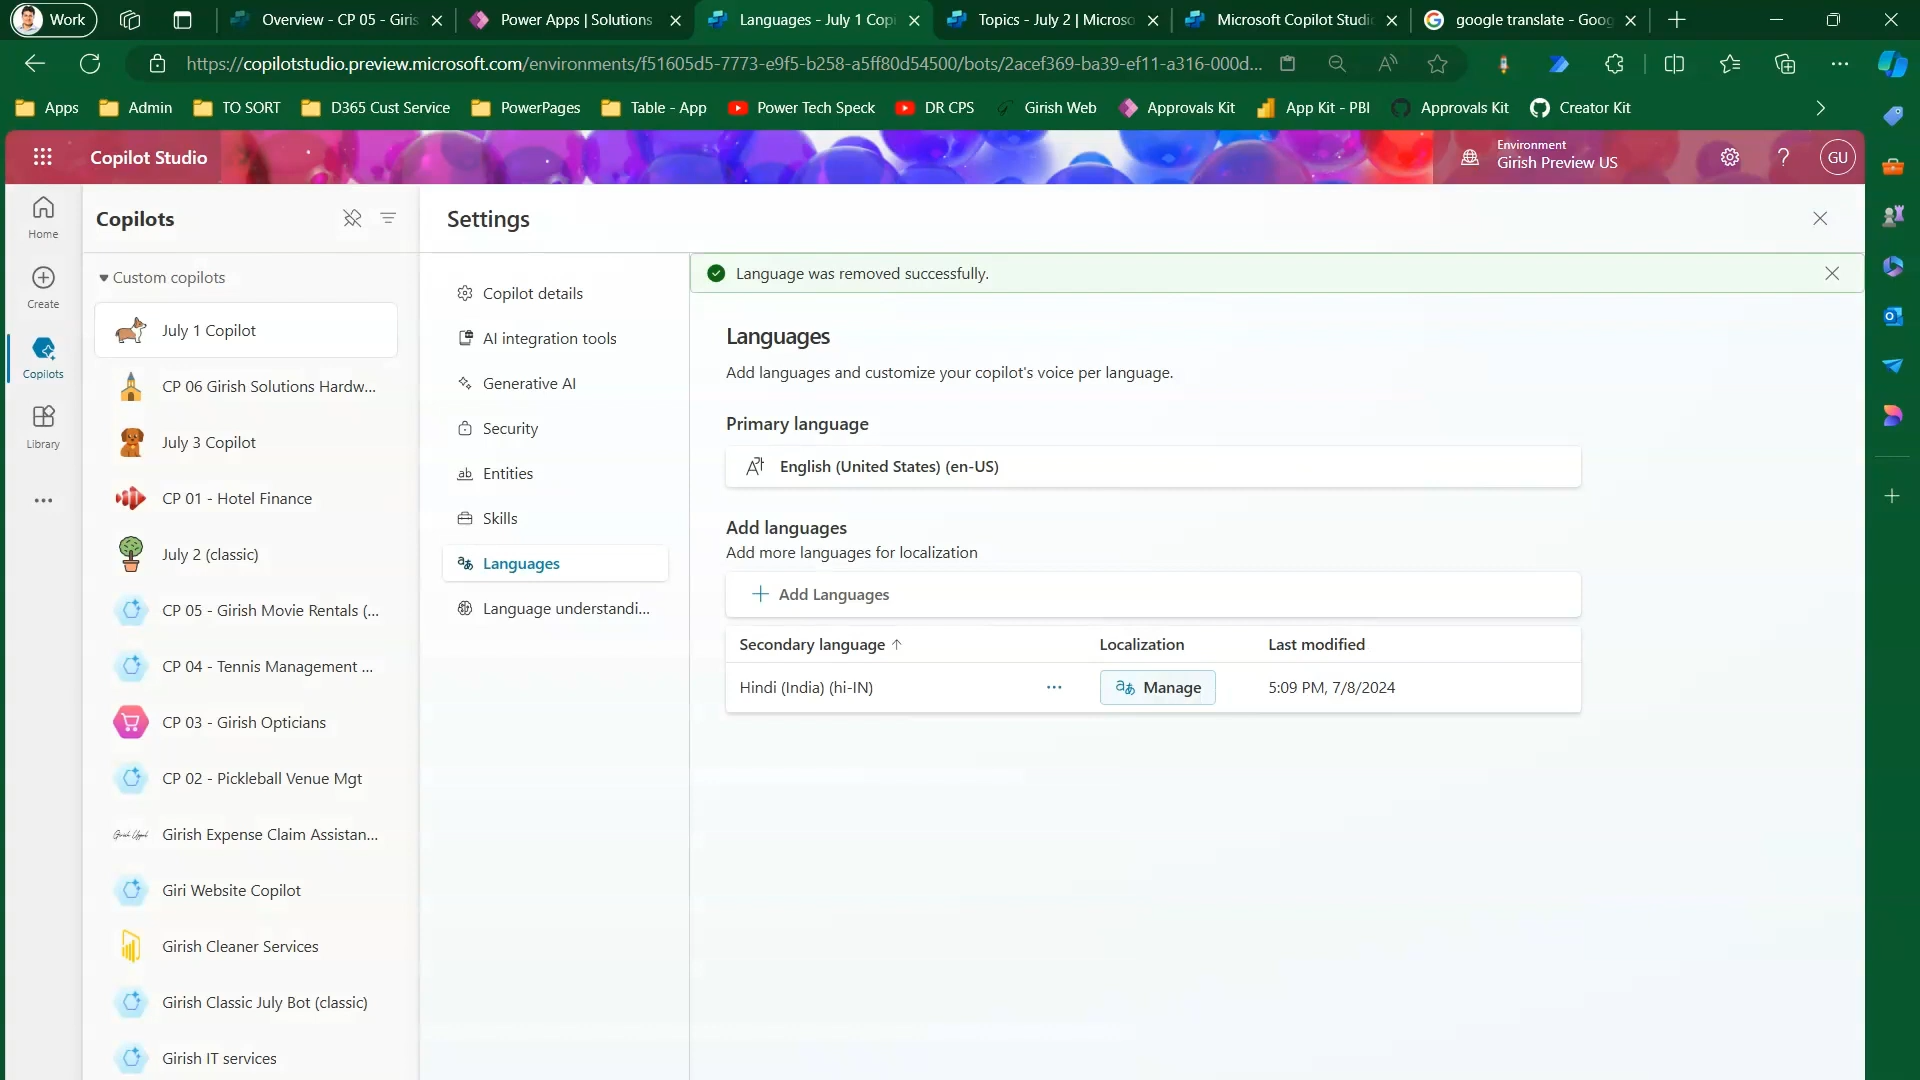 Work
Overview - CP 05 - Giris
Power Apps | Solutions
Languages - July 1 Cop
Topics - July 2 | Microso
Microsoft Copilot Studi
google translate - Goog
https://copilotstudio.preview.microsoft.com/environments/f51605d5-7773-e9f5-b258-a5ff80d54500/bots/2acef369-ba39-ef11-a316-000d...
Apps
Admin
TO SORT
D365 Cust Service
PowerPages
Table - App
Power Tech Speck
DR CPS
Girish Web
Approvals Kit
App Kit - PBI
Approvals Kit
Creator Kit
Copilot Studio
Environment
Girish Preview US
GU
Home
Create
Copilots
Library
Copilots
Custom copilots
July 1 Copilot
CP 06 Girish Solutions Hardw...
July 3 Copilot
CP 01 - Hotel Finance
July 2 (classic)
CP 05 - Girish Movie Rentals (...
CP 04 - Tennis Management ...
CP 03 - Girish Opticians
CP 02 - Pickleball Venue Mgt
Girish Expense Claim Assistan...
Giri Website Copilot
Girish Cleaner Services
Girish Classic July Bot (classic)
Girish IT services
Settings
Copilot details
AI integration tools
Generative AI
Security
Entities
Skills
Languages
Language understandi...
Language was removed successfully.
Languages
Add languages and customize your copilot's voice per language.
Primary language
English (United States) (en-US)
Add languages
Add more languages for localization
Add Languages
Secondary language ↑ Localization Last modified
Hindi (India) (hi-IN) ... Manage 5:09 PM, 7/8/2024